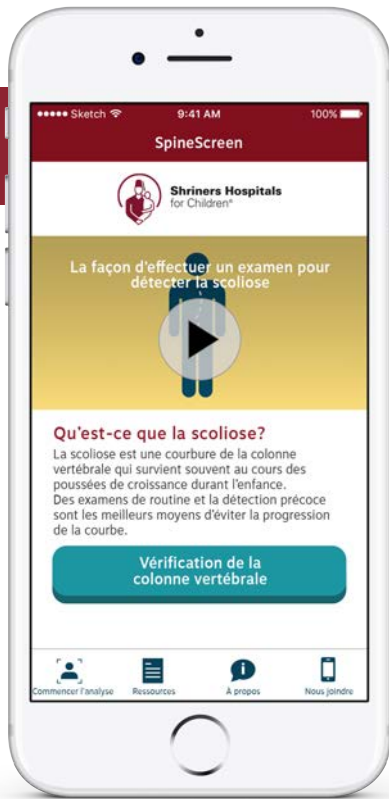 Sketch 9:41 AM 100%
SpineScreen
Shriners Hospitals
for Children®
La façon d'effectuer un examen pour
détecter la scoliose
Qu'est-ce que la scoliose?
La scoliose est une courbure de la colonne
vertébrale qui survient souvent au cours des
poussées de croissance durant l'enfance.
Des examens de routine et la détection précoce
sont les meilleurs moyens d'éviter la progression
de la courbe.
Vérification de la
colonne vertébrale
Commencer l'analyse Ressources À propos Nous joindre